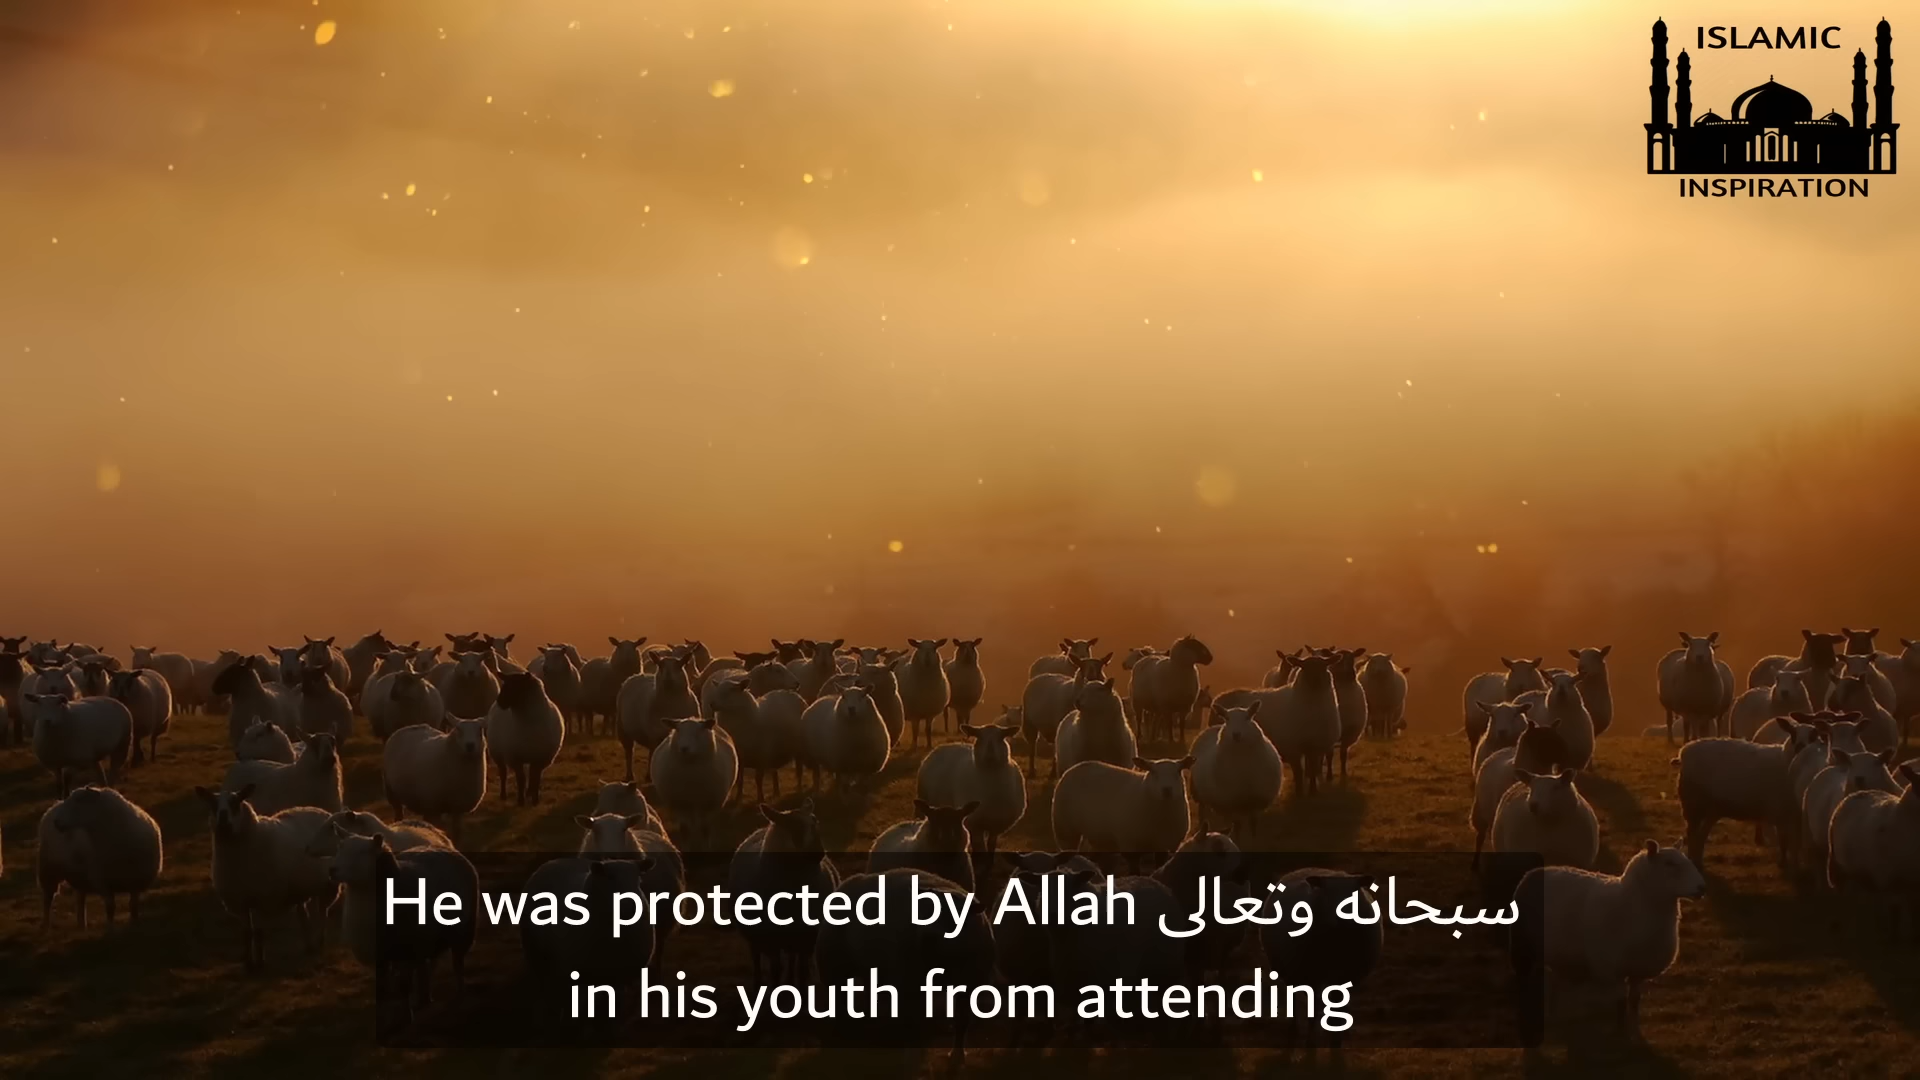 ISLAMIC
INSPIRATION
He was protected by Allah سبحانه وتعالى
in his youth from attending